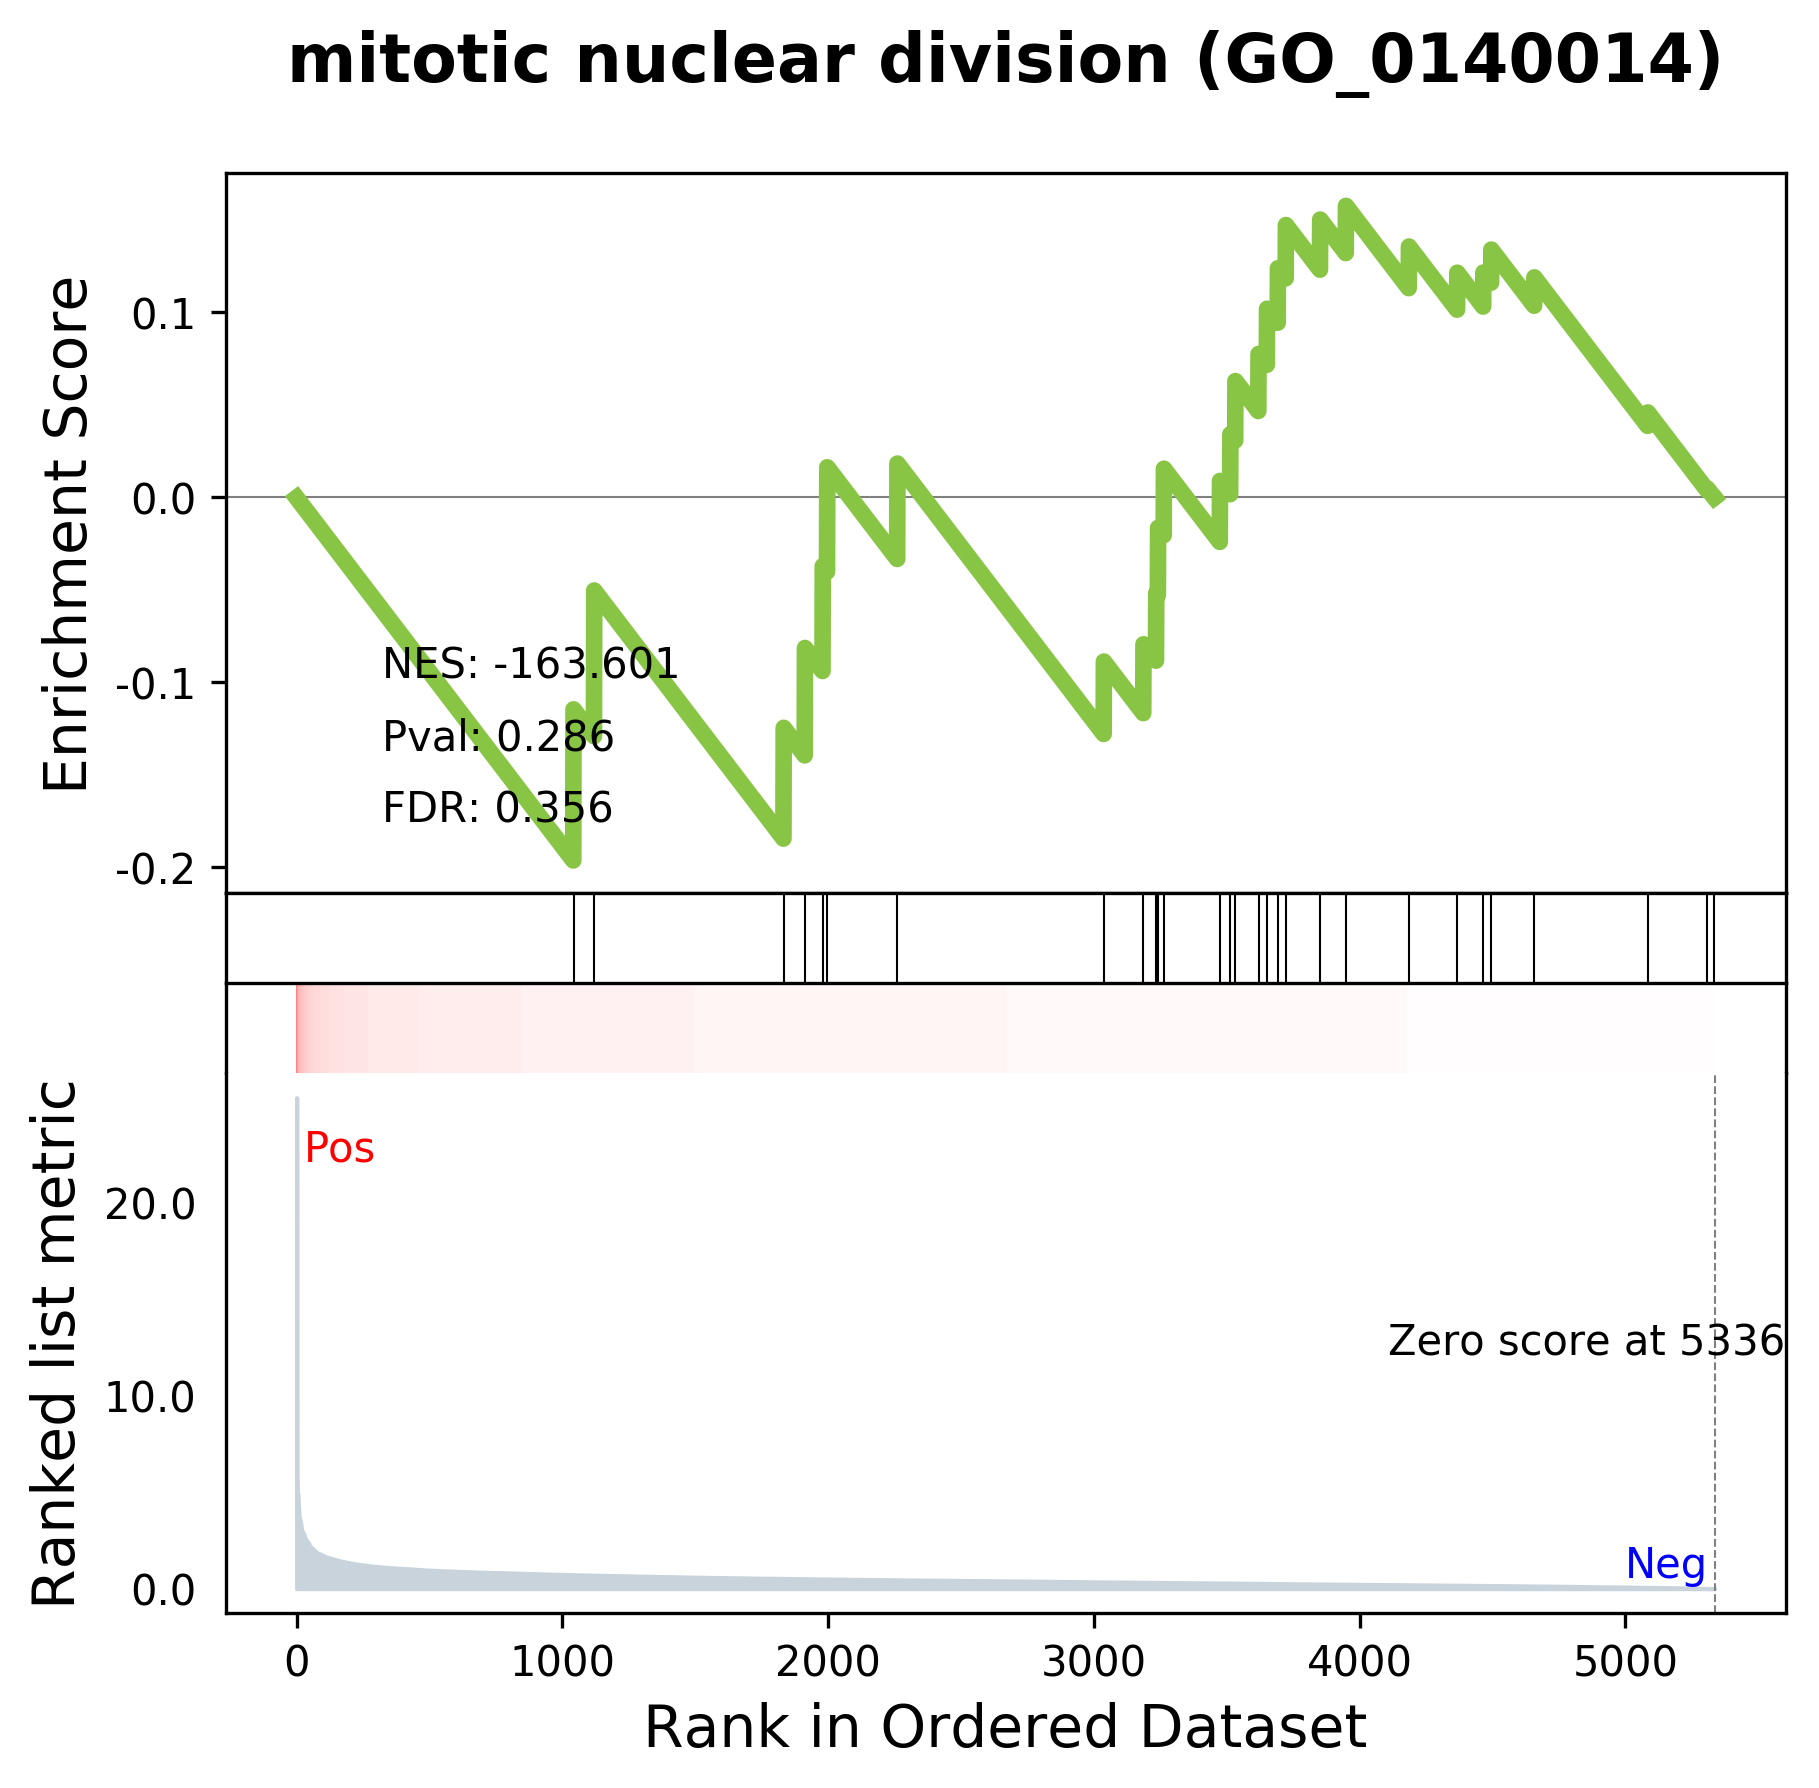 mitotic nuclear division (GO_0140014)
Enrichment Score
0.1
0.0
-0.1
-0.2
NES: -163.601
Pval: 0.286
FDR: 0.356
Ranked list metric
20.0
10.0
0.0
Pos
Zero score at 5336
Neg
0 1000 2000 3000 4000 5000
Rank in Ordered Dataset